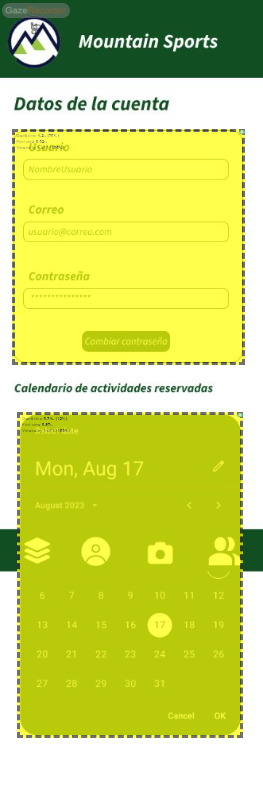 GazeRecorder
Mountain Sports
Datos de la cuenta
Usuario
NombreUsuario
Correo
usuario@correo.com
Contraseña
***************
Cambiar contraseña
Calendario de actividades reservadas
Mon, Aug 17
August 2023
6 7 8 9 10 11 12
13 14 15 16 17 18 19
20 21 22 23 24 25 26
27 28 29 30 31
Cancel OK